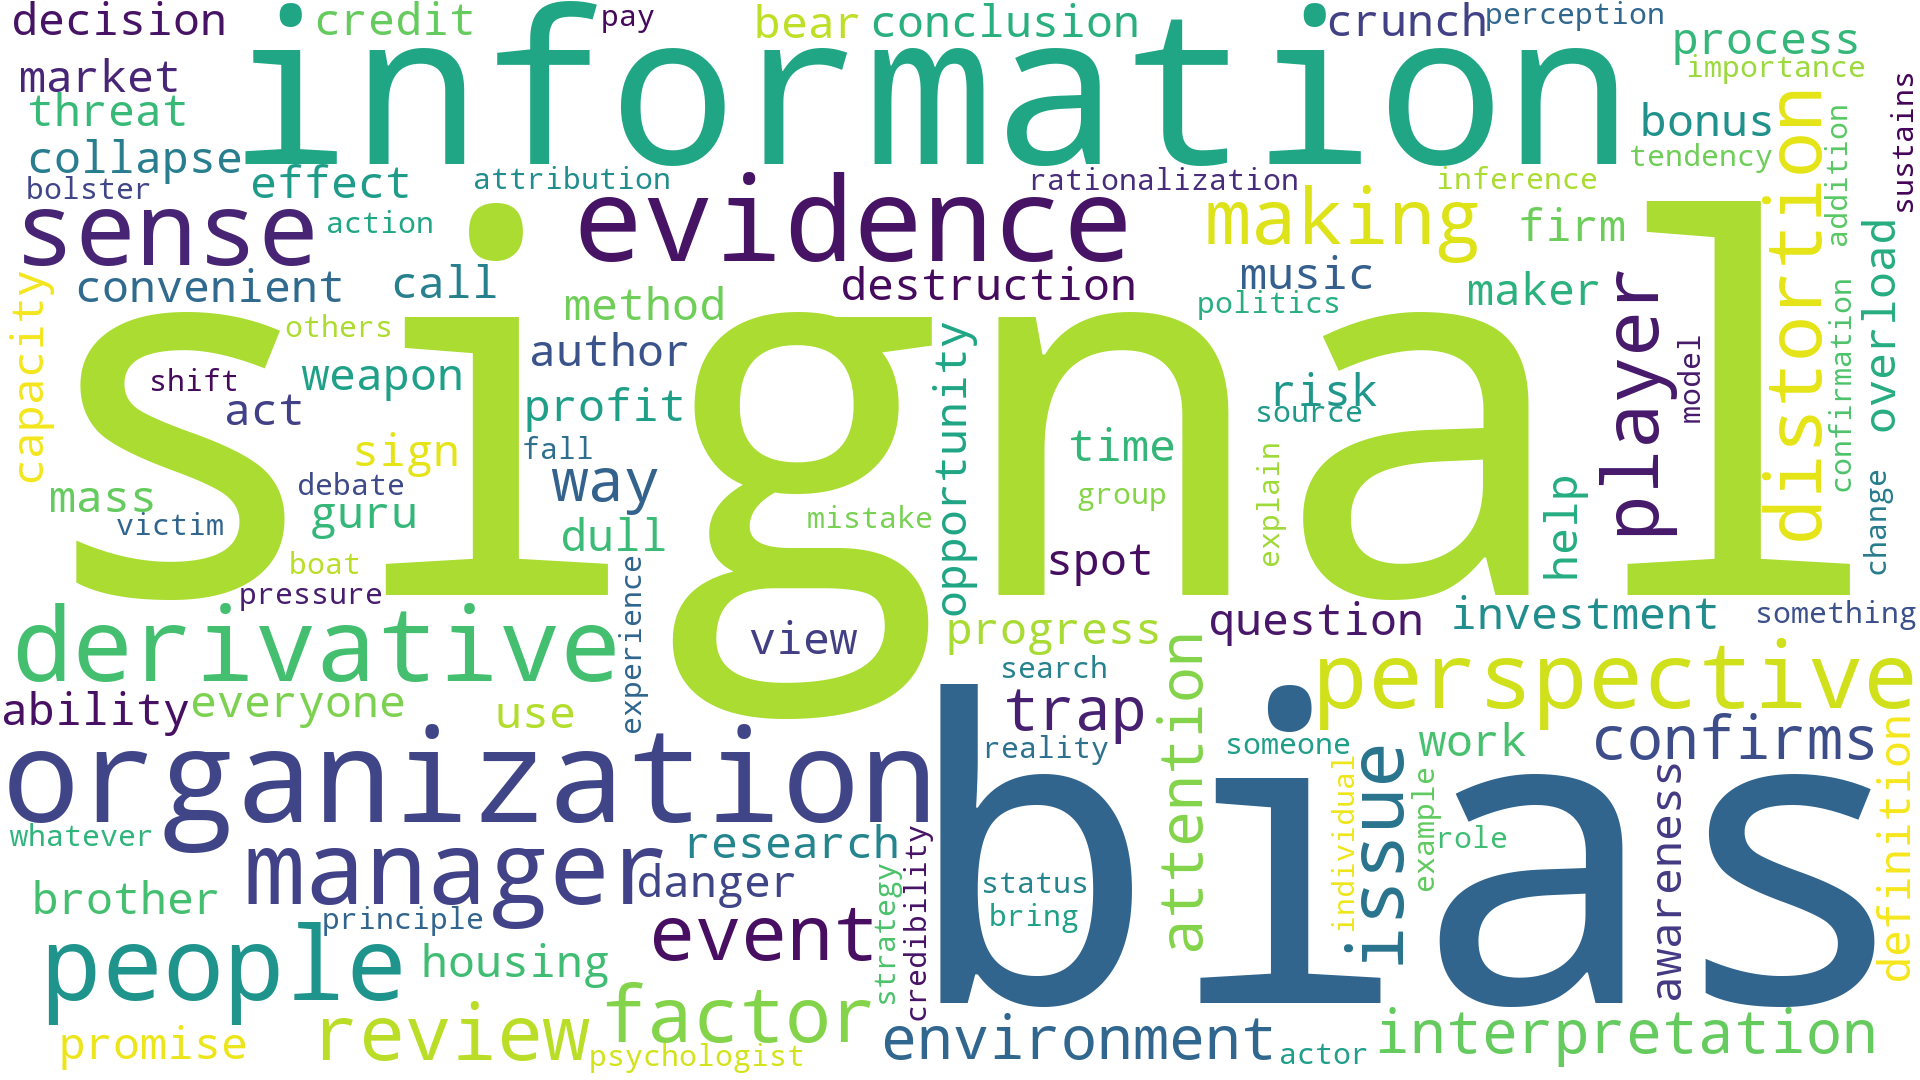 decision
credit
pay
bear
conclusion
crunch
perception
information
market
process
importance
threat
bonus
sustains
collapse
tendency
distortion
addition
bolster
effect
attribution
rationalization
inference
sense
action
evidence
making
firm
overload
convenient
call
destruction
music
maker
capacity
method
politics
player
confirmation
others
author
opportunity
model
signal
shift
weapon
risk
act
profit
source
sign
fall
time
explain
way
debate
group
help
change
mass
guru
mistake
victim
dull
boat
spot
pressure
experience
derivative
view
progress
question
investment
something
search
perspective
ability
everyone
use
trap
attention
organization
reality
someone
work
confirms
issue
definition
bias
individual
example
awareness
whatever
manager
research
credibility
role
brother
danger
strategy
status
principle
event
bring
people
housing
factor
promise
review
psychologist
environment
actor
interpretation